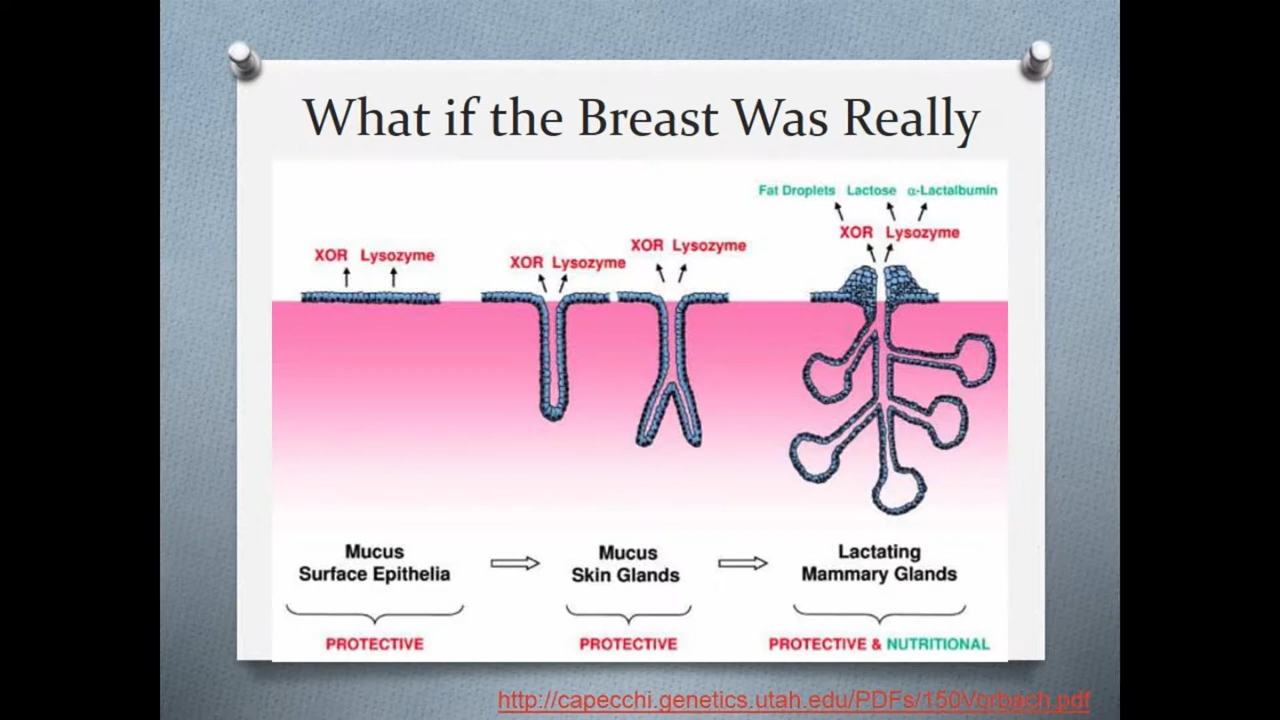 What if the Breast Was Really
Fat Droplets Lactose α-Lactalbumin
XOR Lysozyme
XOR Lysozyme
XOR Lysozyme
XOR Lysozyme
Mucus
Surface Epithelia
Mucus
Skin Glands
Lactating
Mammary Glands
PROTECTIVE
PROTECTIVE
PROTECTIVE & NUTRITIONAL
http://capecchi.genetics.utah.edu/PDFs/150Vorbach.pdf